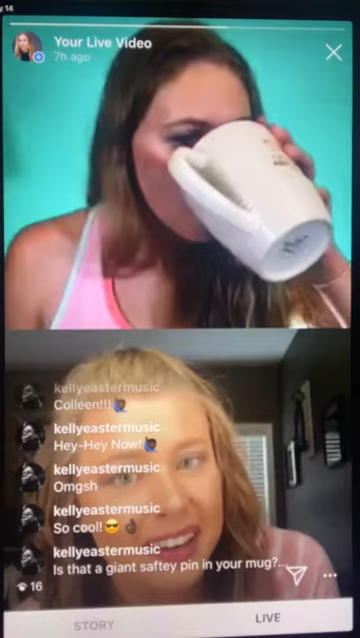 y 14
Your Live Video
7h ago
kellyeastermusic
Colleen!!!
kellyeastermusic
Hey-Hey Now!
kellyeastermusic
Omgsh
kellyeastermusic
So cool!
kellyeastermusic
Is that a giant saftey pin in your mug?...
16
STORY
LIVE